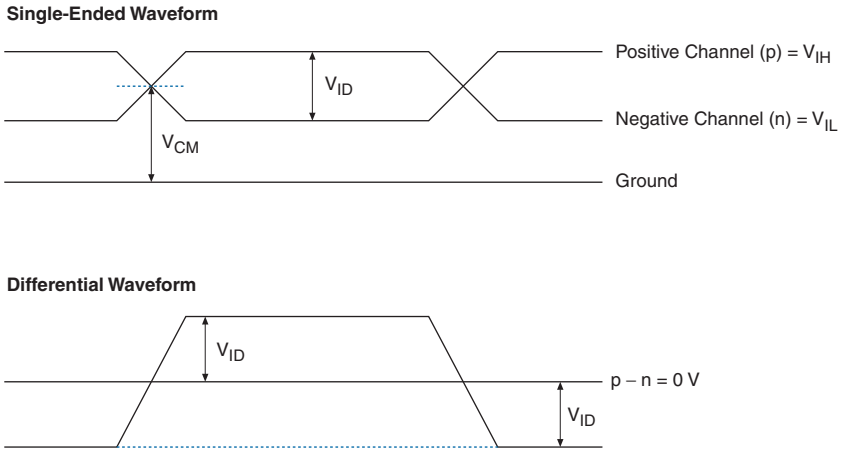 Single-Ended Waveform
Positive Channel (p) = VIH
VID
Negative Channel (n) = VIL
VCM
Ground
Differential Waveform
VID
p – n = 0 V
VID